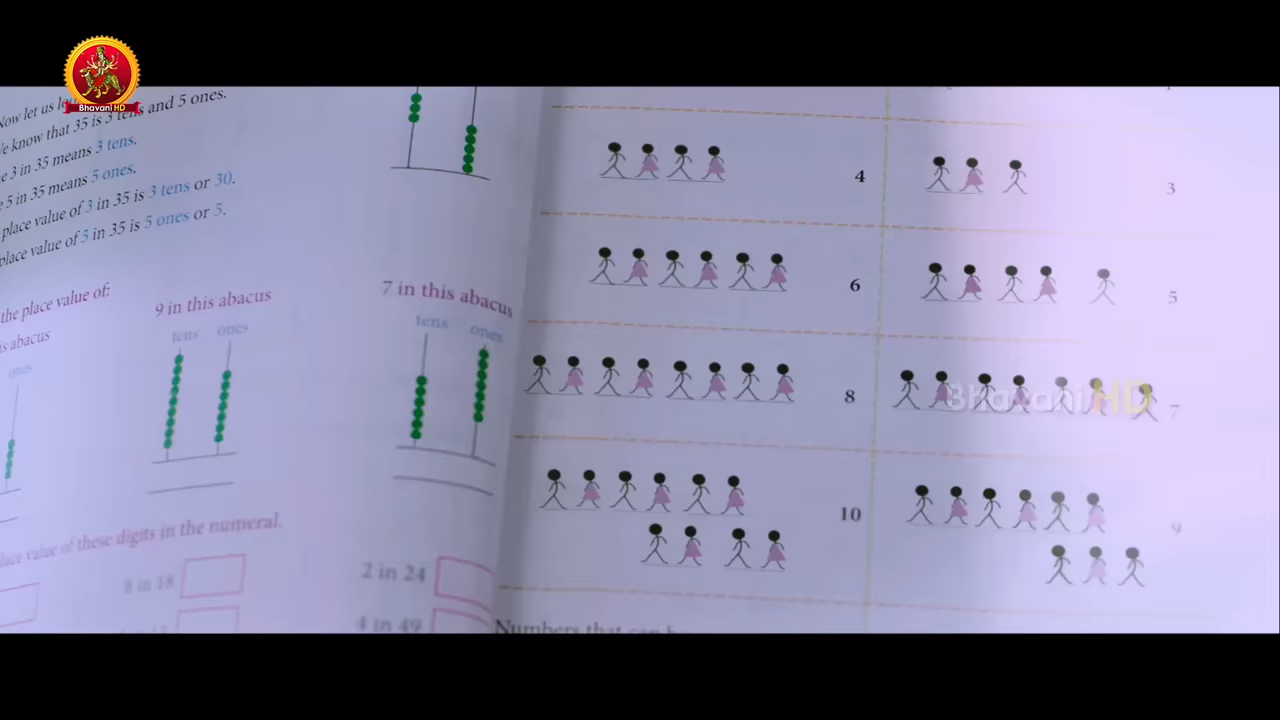 Bhavani HD
Now let us
We know that 35 is 3 tens and 5 ones.
3 in 35 means 3 tens.
5 in 35 means 5 ones.
place value of 3 in 35 is 3 tens or 30.
place value of 5 in 35 is 5 ones or 5.
the place value of:
abacus
ones
9 in this abacus
tens ones
7 in this abacus
tens ones
place value of these digits in the numeral.
8 in 18
2 in 24
4 in 49
4
3
6
5
8
7
Bhavani HD
10
9
Numbers that can